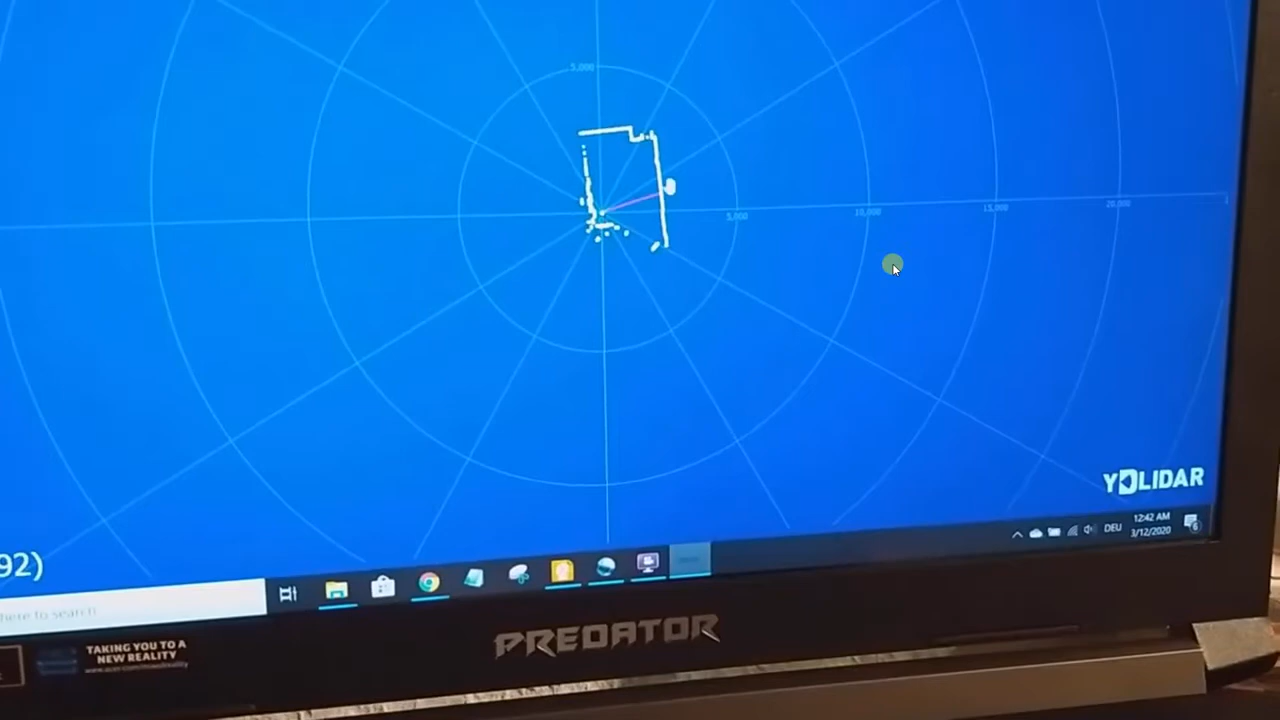 5,000
5,000
10,000
15,000
20,000
YDLIDAR
DEU
12:42 AM
3/12/2020
6
92)
here to search
PREDATOR
TAKING YOU TO A
NEW REALITY